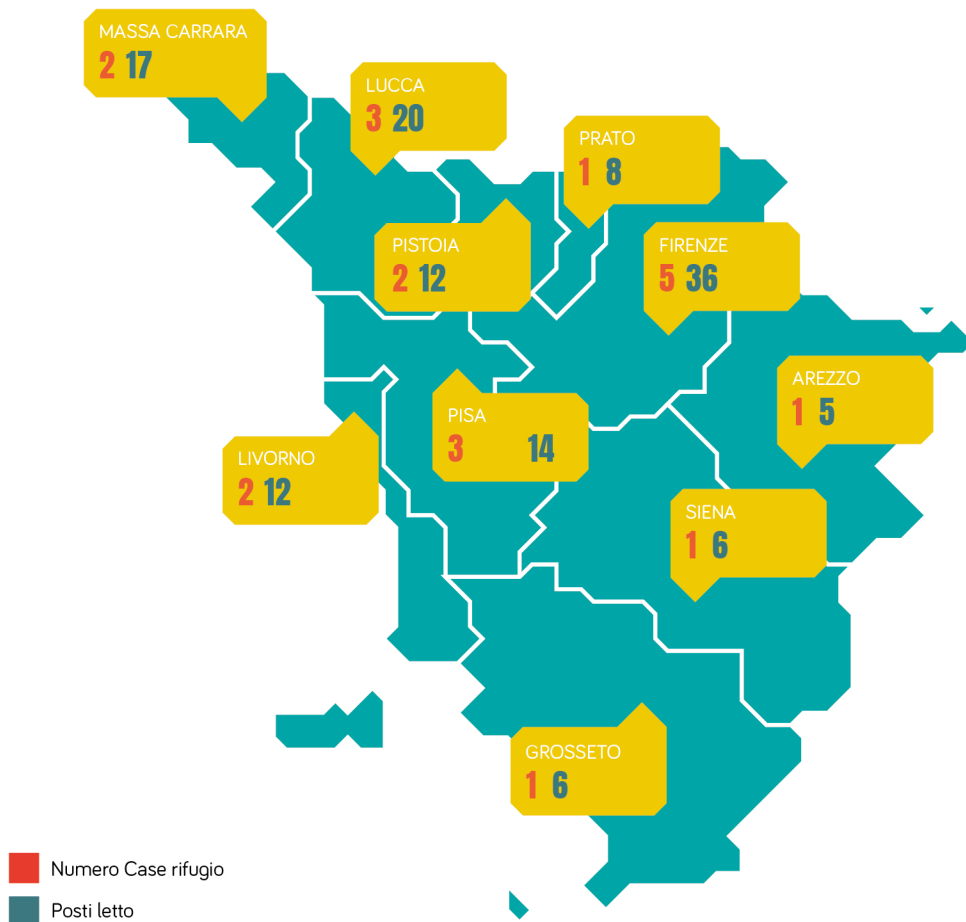 MASSA CARRARA
2 17
LUCCA
3 20
PRATO
1 8
PISTOIA
2 12
FIRENZE
5 36
AREZZO
1 5
PISA
3 14
LIVORNO
2 12
SIENA
1 6
GROSSETO
1 6
Numero Case rifugio
Posti letto